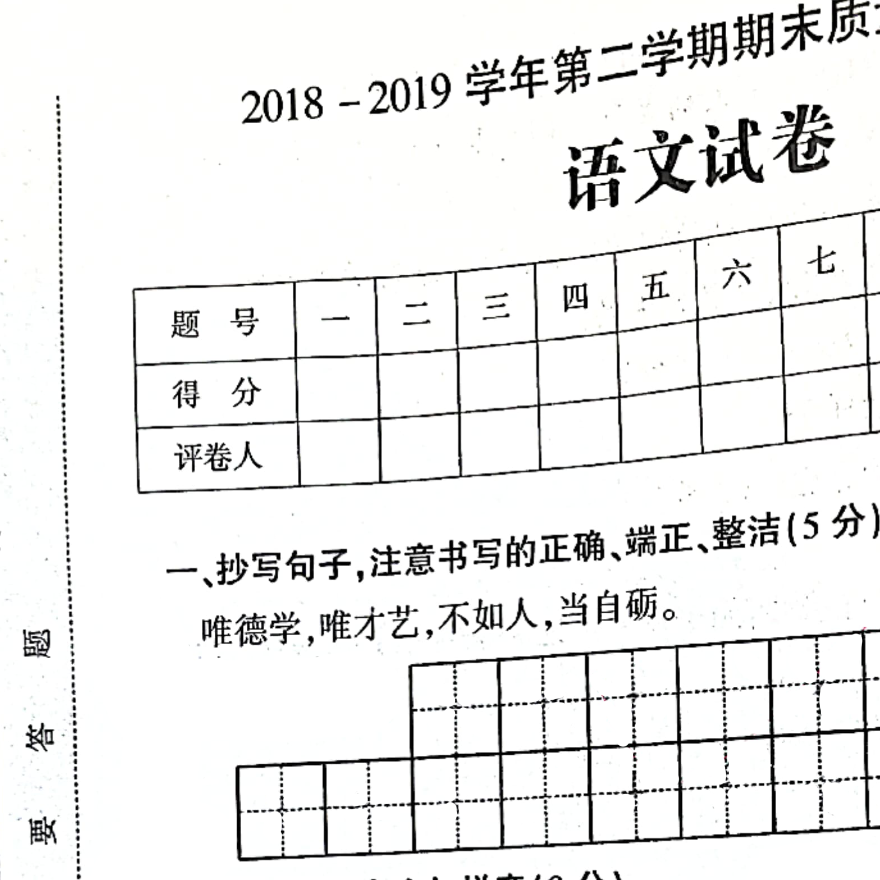 2018-2019 学年第二学期期末质
语文试卷
题 号 一 二 三 四 五 六 七
得 分
评卷人
一、抄写句子,注意书写的正确、端正、整洁(5 分)
唯德学,唯才艺,不如人,当自砺。
题
答
要